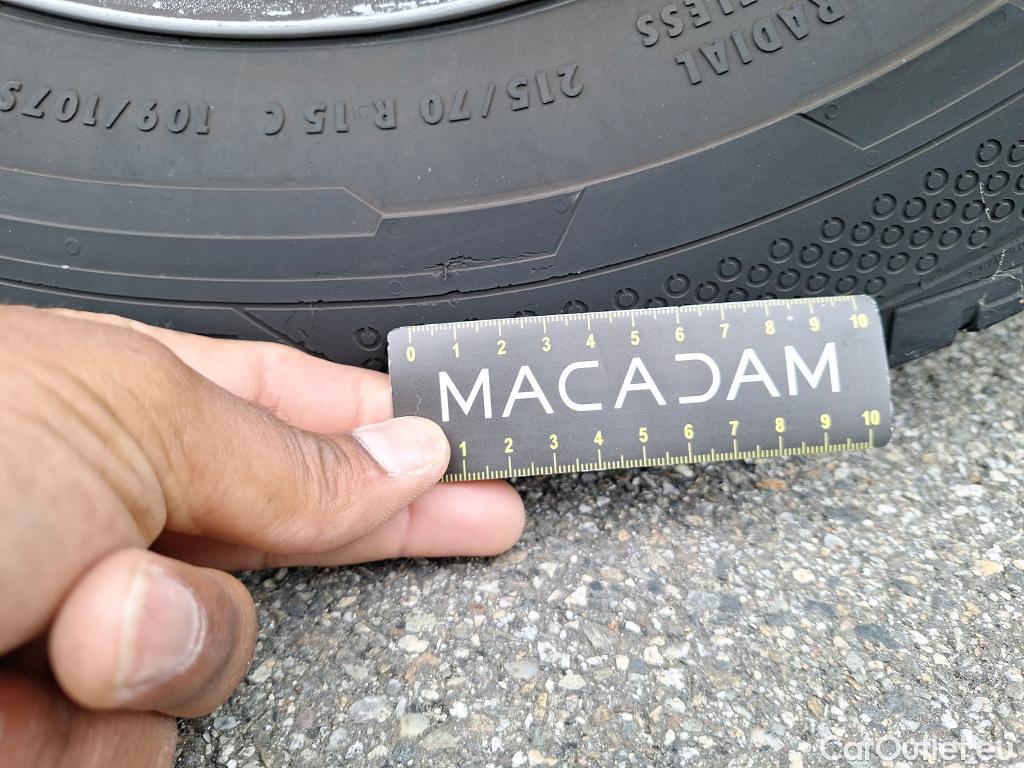 RADIAL
TUBELESS
215/70 R 15 C 109/107S
0 1 2 3 4 5 6 7 8 9 10
MACADAM
1 2 3 4 5 6 7 8 9 10
CarOutlet.eu